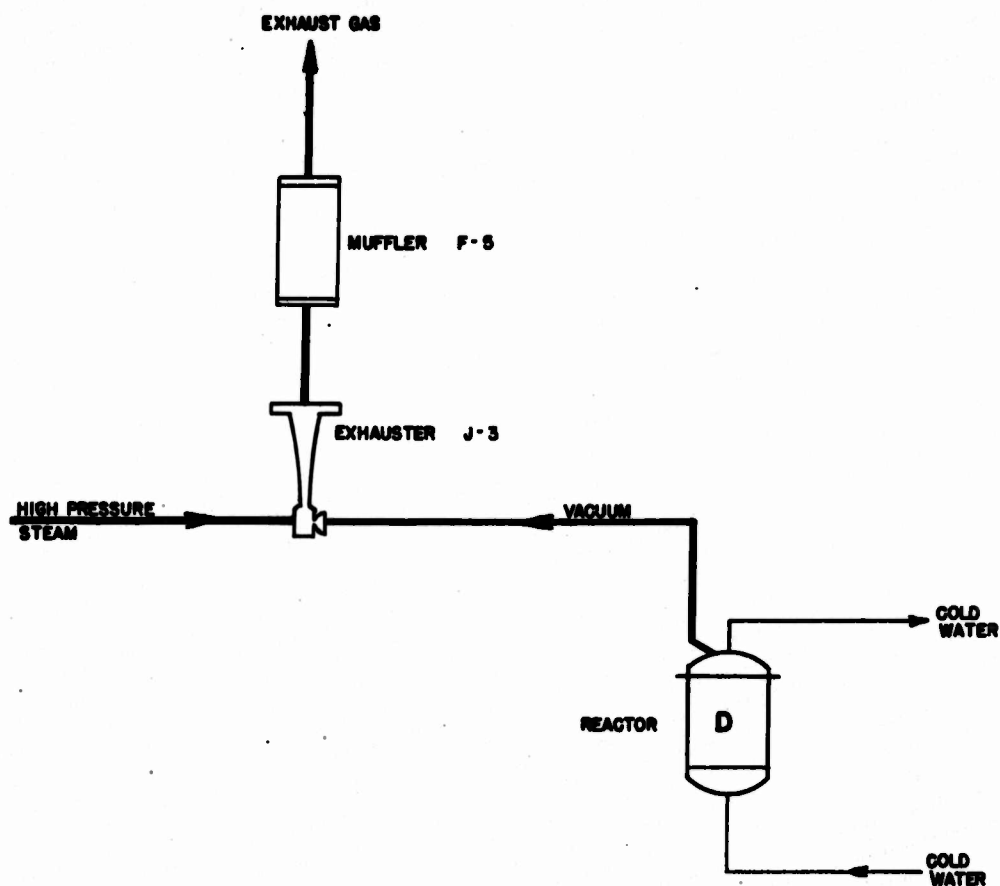 EXHAUST GAS
MUFFLER F-5
EXHAUSTER J-3
HIGH PRESSURE
STEAM
VACUUM
COLD
WATER
REACTOR
D
COLD
WATER